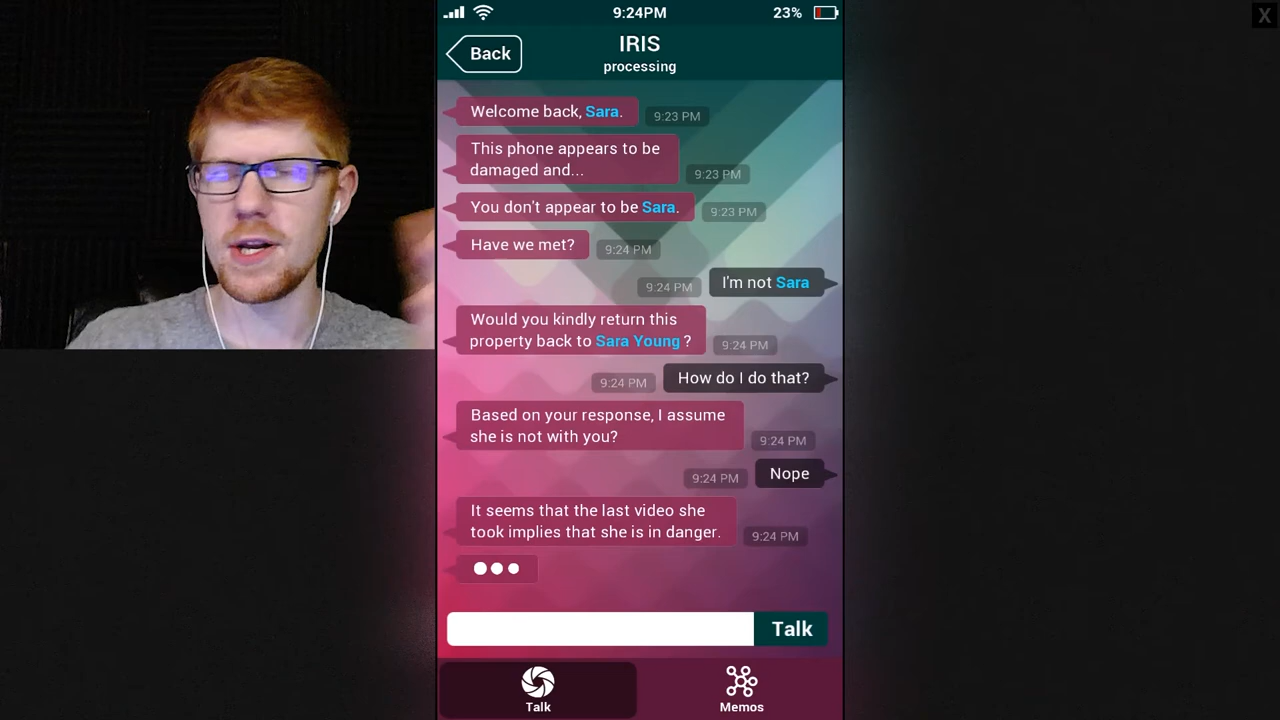 9:24PM
23%
X
Back
IRIS
processing
Welcome back, Sara.
9:23 PM
This phone appears to be
damaged and...
9:23 PM
You don't appear to be Sara.
9:23 PM
Have we met?
9:24 PM
9:24 PM
I'm not Sara
Would you kindly return this
property back to Sara Young ?
9:24 PM
9:24 PM
How do I do that?
Based on your response, I assume
she is not with you?
9:24 PM
9:24 PM
Nope
It seems that the last video she
took implies that she is in danger.
9:24 PM
Talk
Talk
Memos